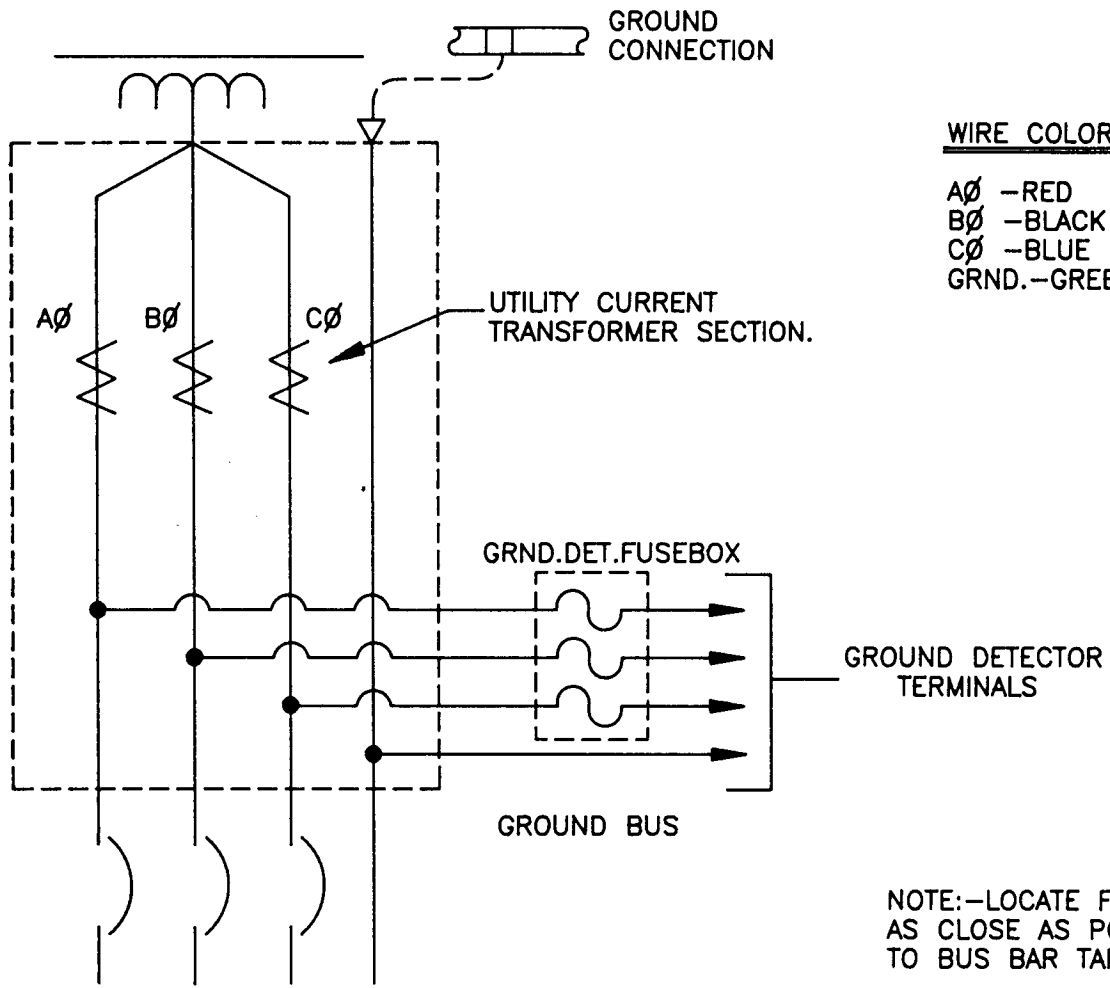 GROUND
CONNECTION
WIRE COLOR
AØ –RED
BØ –BLACK
CØ –BLUE
GRND.–
AØ
BØ
CØ
UTILITY CURRENT
TRANSFORMER SECTION.
GRND.DET.FUSEBOX
GROUND DETECTOR
TERMINALS
GROUND BUS
NOTE:–LOCATE
AS CLOSE AS
TO BUS BAR